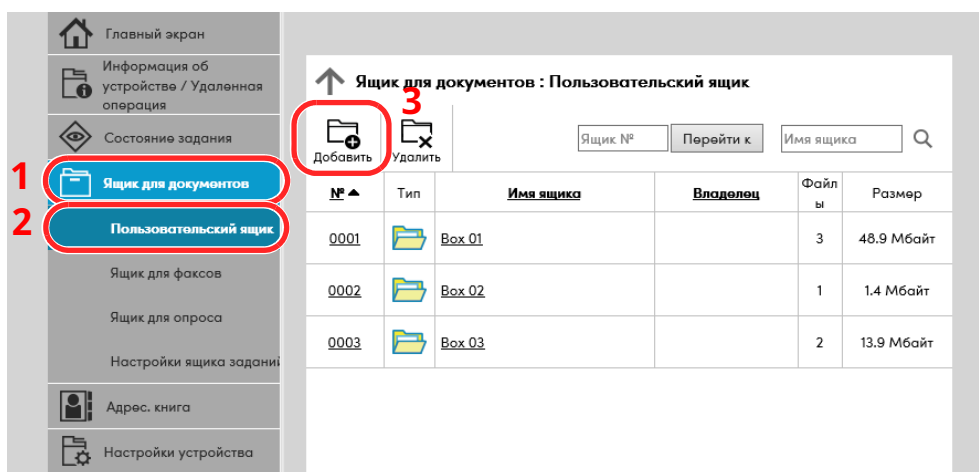 Главный экран
Информация об
устройстве / Удаленная
операция
Состояние задания
1
Ящик для документов
2
Пользовательский ящик
Ящик для факсов
Ящик для опроса
Настройки ящика заданий
Адрес. книга
Настройки устройства
Ящик для документов : Пользовательский ящик
3
Добавить Удалить Ящик № Перейти к Имя ящика
№ Тип Имя ящика Владелец Файл
ы Размер
0001 Box 01 3 48.9 Мбайт
0002 Box 02 1 1.4 Мбайт
0003 Box 03 2 13.9 Мбайт